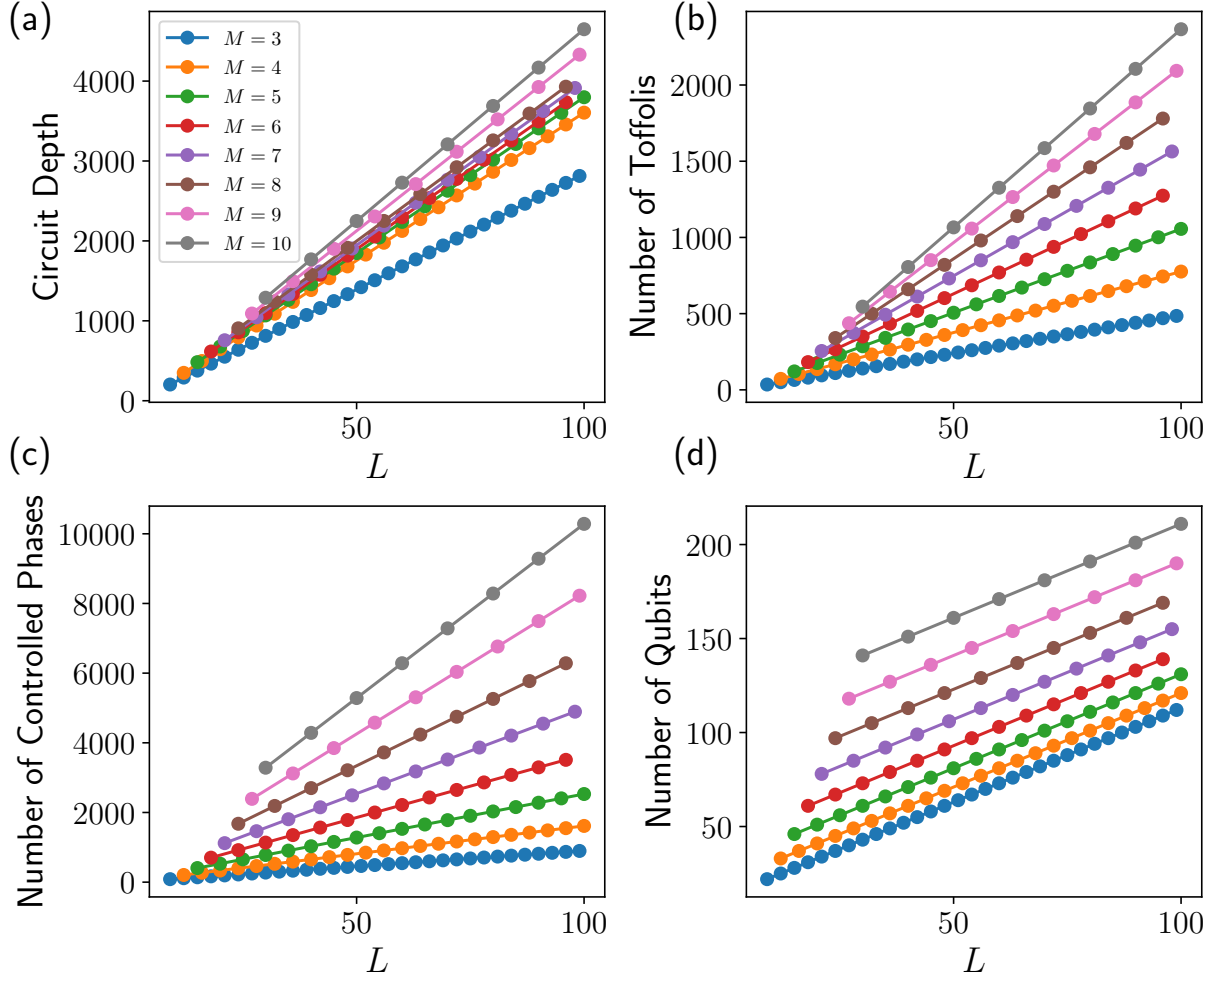 (a)
Circuit Depth
4000
3000
2000
1000
0
M = 3
M = 4
M = 5
M = 6
M = 7
M = 8
M = 9
M = 10
50
100
L
(b)
Number of Toffolis
2000
1500
1000
500
0
50
100
L
(c)
Number of Controlled Phases
10000
8000
6000
4000
2000
0
50
100
L
(d)
Number of Qubits
200
150
100
50
50
100
L